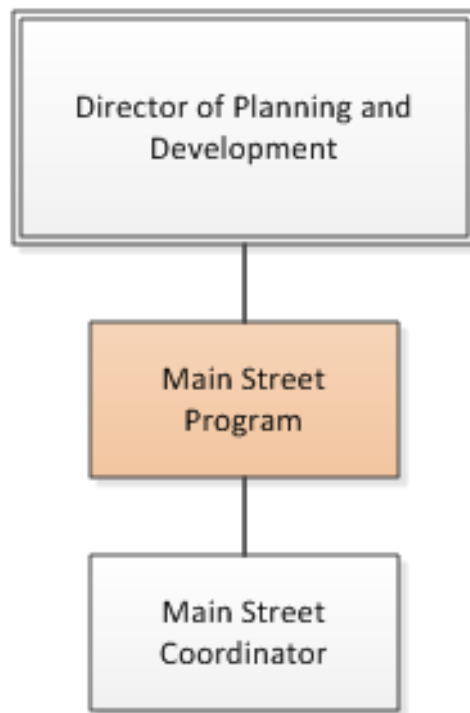 Director of Planning and
Development
Main Street
Program
Main Street
Coordinator